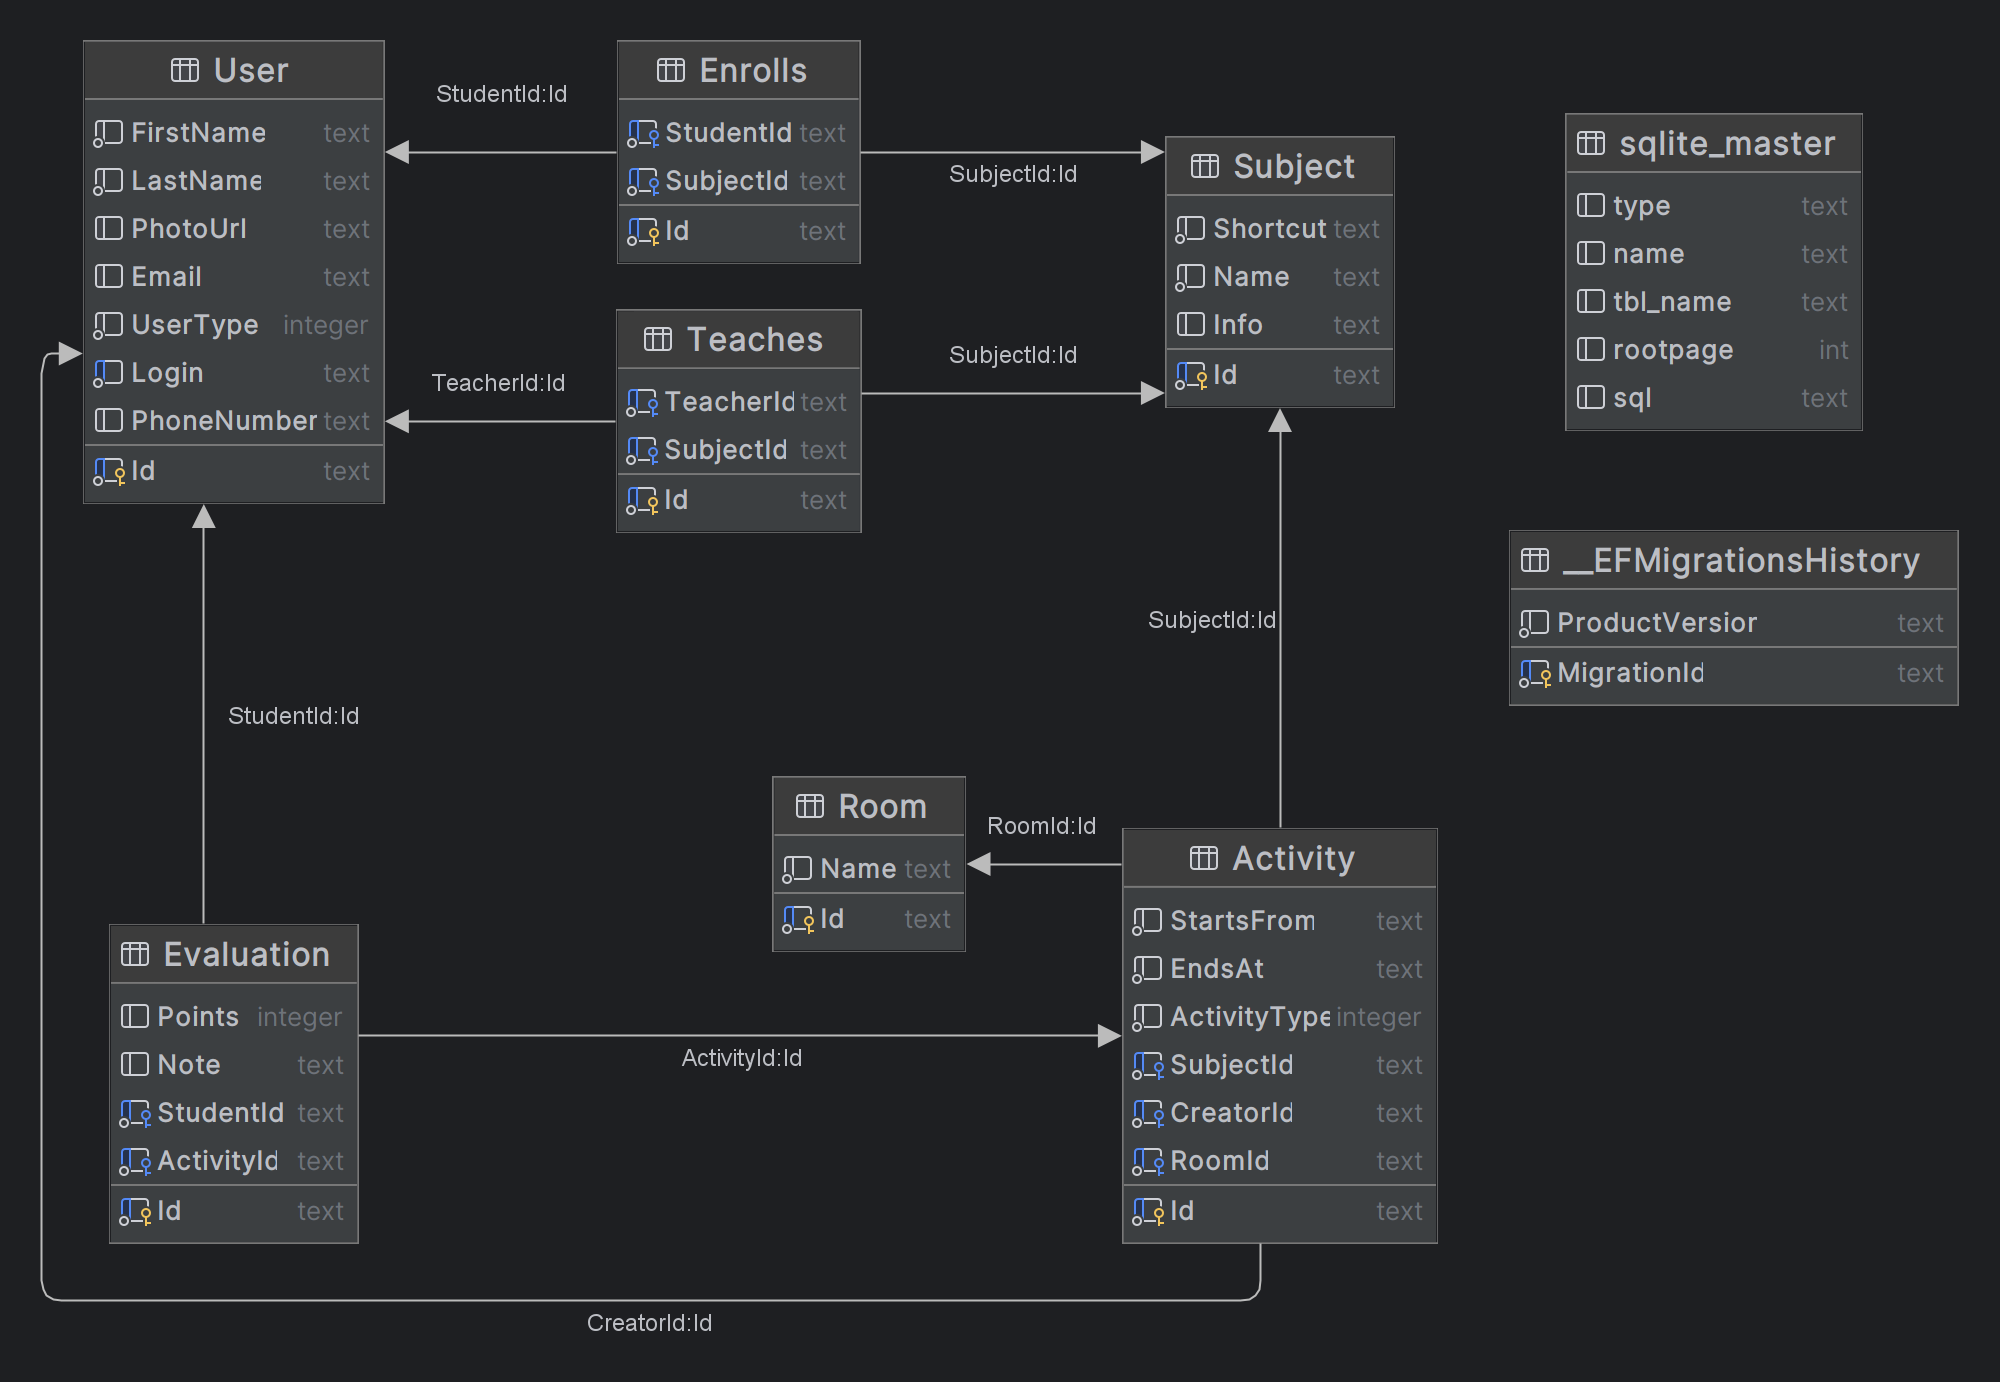 User
FirstName text
LastName text
PhotoUrl text
Email text
UserType integer
Login text
PhoneNumber text
Id text
StudentId:Id
Enrolls
StudentId text
SubjectId text
Id text
SubjectId:Id
Teaches
TeacherId text
SubjectId text
Id text
TeacherId:Id
SubjectId:Id
Subject
Shortcut text
Name text
Info text
Id text
sqlite_master
type text
name text
tbl_name text
rootpage int
sql text
__EFMigrationsHistory
ProductVersior text
MigrationId text
SubjectId:Id
StudentId:Id
Room
Name text
Id text
RoomId:Id
Activity
StartsFrom text
EndsAt text
ActivityType integer
SubjectId text
CreatorId text
RoomId text
Id text
Evaluation
Points integer
Note text
StudentId text
ActivityId text
Id text
ActivityId:Id
CreatorId:Id